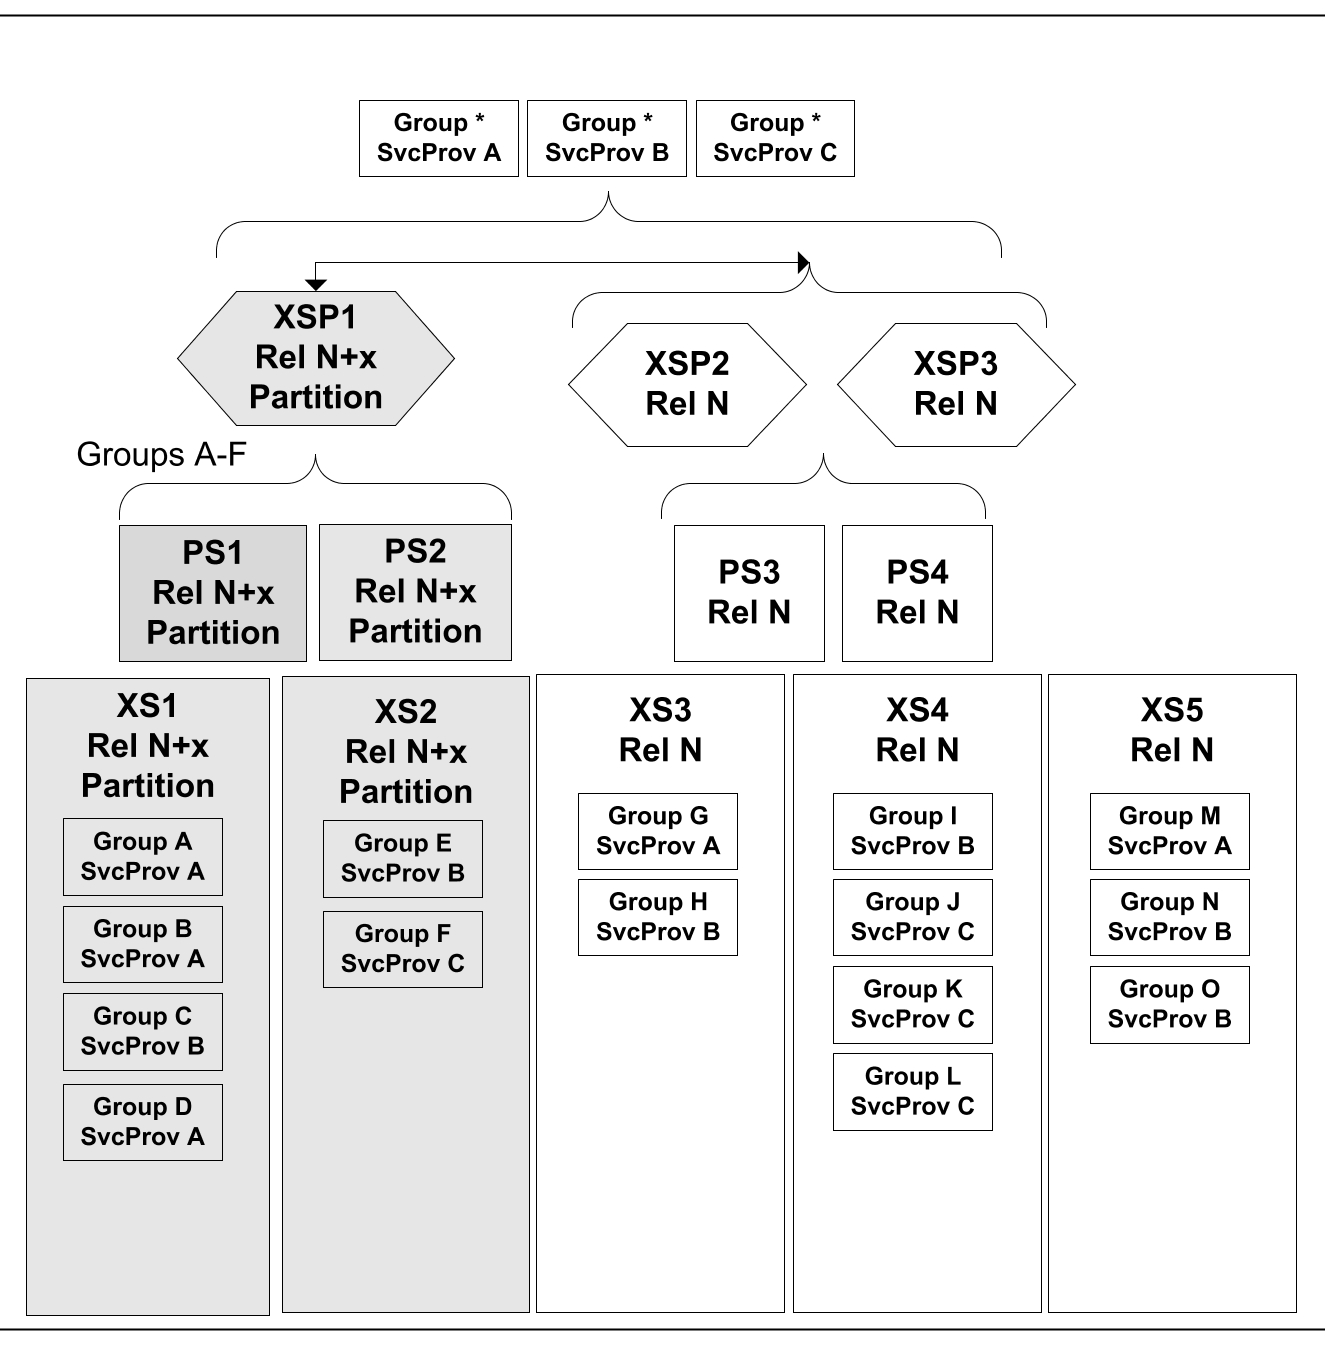 Group *
SvcProv A
Group *
SvcProv B
Group *
SvcProv C
XSP1
Rel N+x
Partition
XSP2
Rel N
XSP3
Rel N
Groups A-F
PS1
Rel N+x
Partition
PS2
Rel N+x
Partition
PS3
Rel N
PS4
Rel N
XS1
Rel N+x
Partition
Group A
SvcProv A
Group B
SvcProv A
Group C
SvcProv B
Group D
SvcProv A
XS2
Rel N+x
Partition
Group E
SvcProv B
Group F
SvcProv C
XS3
Rel N
Group G
SvcProv A
Group H
SvcProv B
XS4
Rel N
Group I
SvcProv B
Group J
SvcProv C
Group K
SvcProv C
Group L
SvcProv C
XS5
Rel N
Group M
SvcProv A
Group N
SvcProv B
Group O
SvcProv B